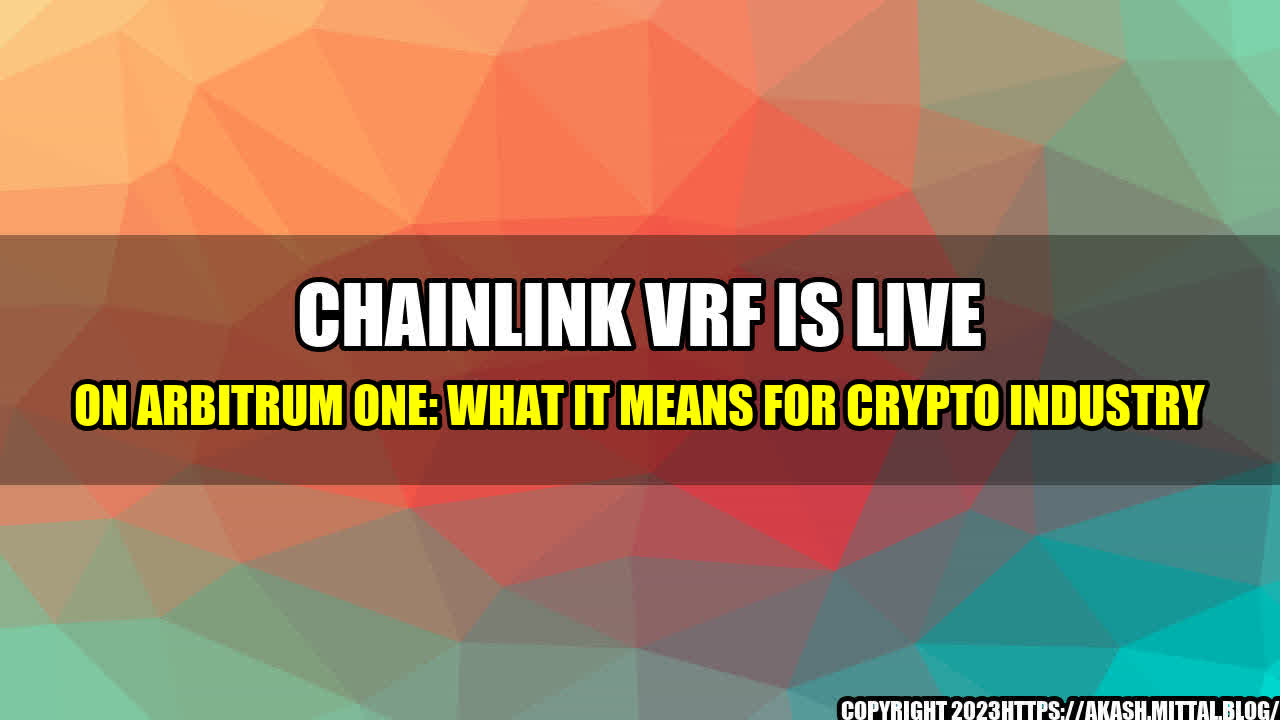 CHAINLINK VRF IS LIVE
ON ARBITRUM ONE: WHAT IT MEANS FOR CRYPTO INDUSTRY
COPYRIGHT 2023HTTPS://AKASH.MITTAL.BLOG/